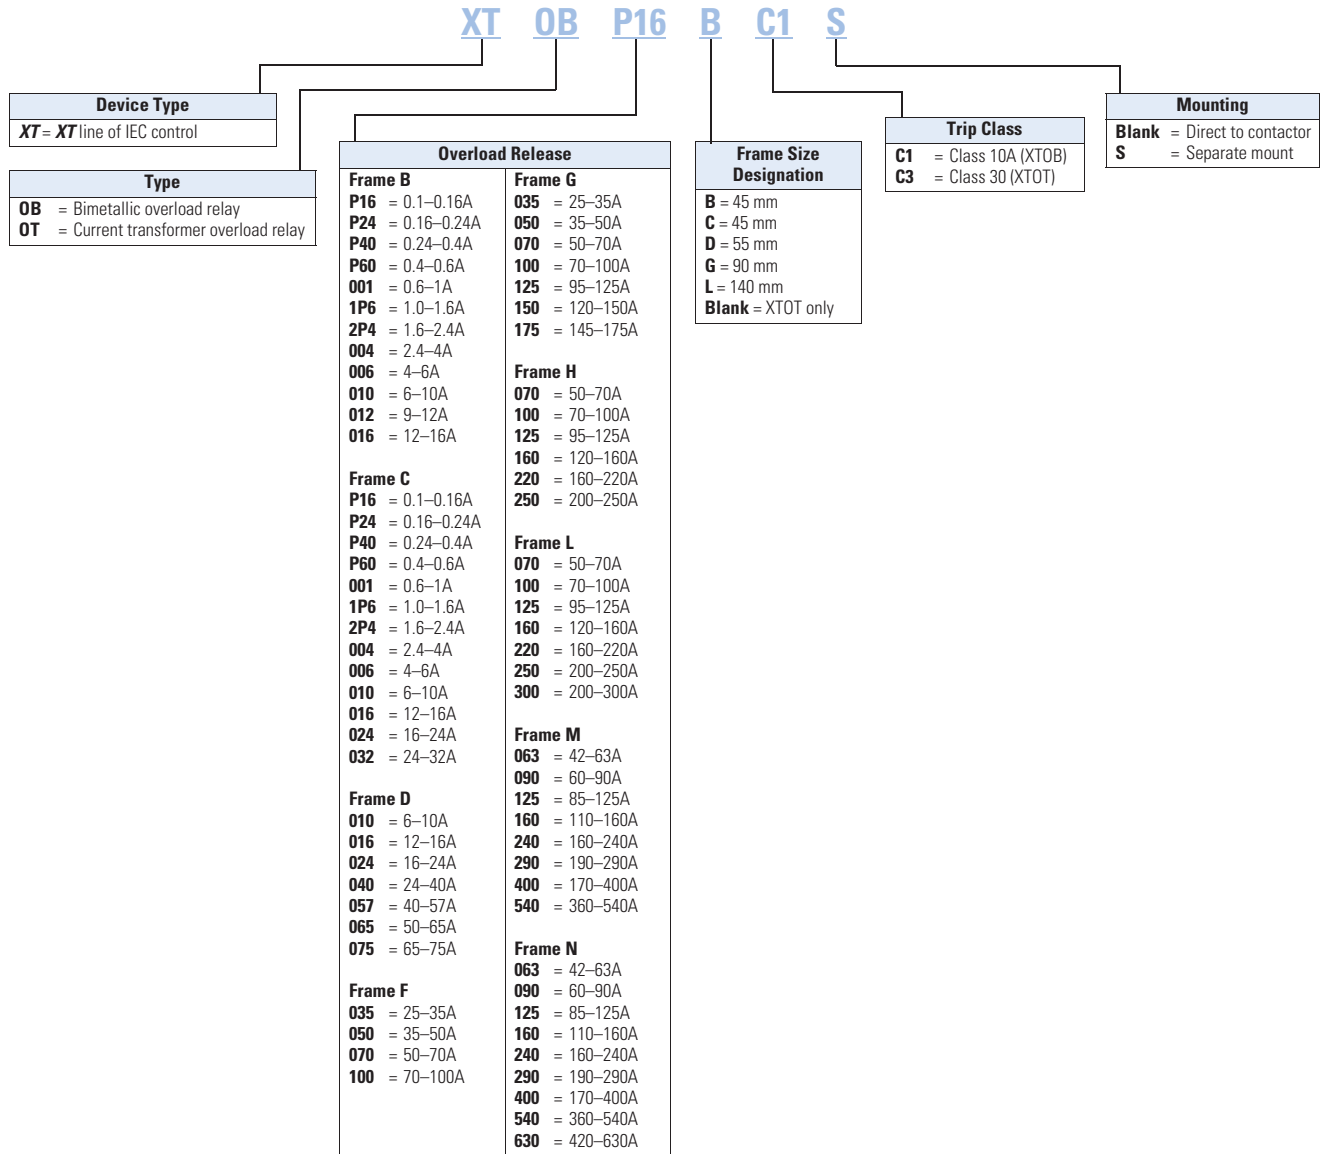 XT OB P16 B C1 S
Device Type
XT = XT line of IEC control
Type
OB = Bimetallic overload relay
OT = Current transformer overload relay
Overload Release
Frame B
P16 = 0.1–0.16A
P24 = 0.16–0.24A
P40 = 0.24–0.4A
P60 = 0.4–0.6A
001 = 0.6–1A
1P6 = 1.0–1.6A
2P4 = 1.6–2.4A
004 = 2.4–4A
006 = 4–6A
010 = 6–10A
012 = 9–12A
016 = 12–16A
Frame C
P16 = 0.1–0.16A
P24 = 0.16–0.24A
P40 = 0.24–0.4A
P60 = 0.4–0.6A
001 = 0.6–1A
1P6 = 1.0–1.6A
2P4 = 1.6–2.4A
004 = 2.4–4A
006 = 4–6A
010 = 6–10A
016 = 12–16A
024 = 16–24A
032 = 24–32A
Frame D
010 = 6–10A
016 = 12–16A
024 = 16–24A
040 = 24–40A
057 = 40–57A
065 = 50–65A
075 = 65–75A
Frame F
035 = 25–35A
050 = 35–50A
070 = 50–70A
100 = 70–100A
Frame G
035 = 25–35A
050 = 35–50A
070 = 50–70A
100 = 70–100A
125 = 95–125A
150 = 120–150A
175 = 145–175A
Frame H
070 = 50–70A
100 = 70–100A
125 = 95–125A
160 = 120–160A
220 = 160–220A
250 = 200–250A
Frame L
070 = 50–70A
100 = 70–100A
125 = 95–125A
160 = 120–160A
220 = 160–220A
250 = 200–250A
300 = 200–300A
Frame M
063 = 42–63A
090 = 60–90A
125 = 85–125A
160 = 110–160A
240 = 160–240A
290 = 190–290A
400 = 170–400A
540 = 360–540A
Frame N
063 = 42–63A
090 = 60–90A
125 = 85–125A
160 = 110–160A
240 = 160–240A
290 = 190–290A
400 = 170–400A
540 = 360–540A
630 = 420–630A
Frame Size
Designation
B = 45 mm
C = 45 mm
D = 55 mm
G = 90 mm
L = 140 mm
Blank = XTOT only
Trip Class
C1 = Class 10A (XTOB)
C3 = Class 30 (XTOT)
Mounting
Blank = Direct to contactor
S = Separate mount